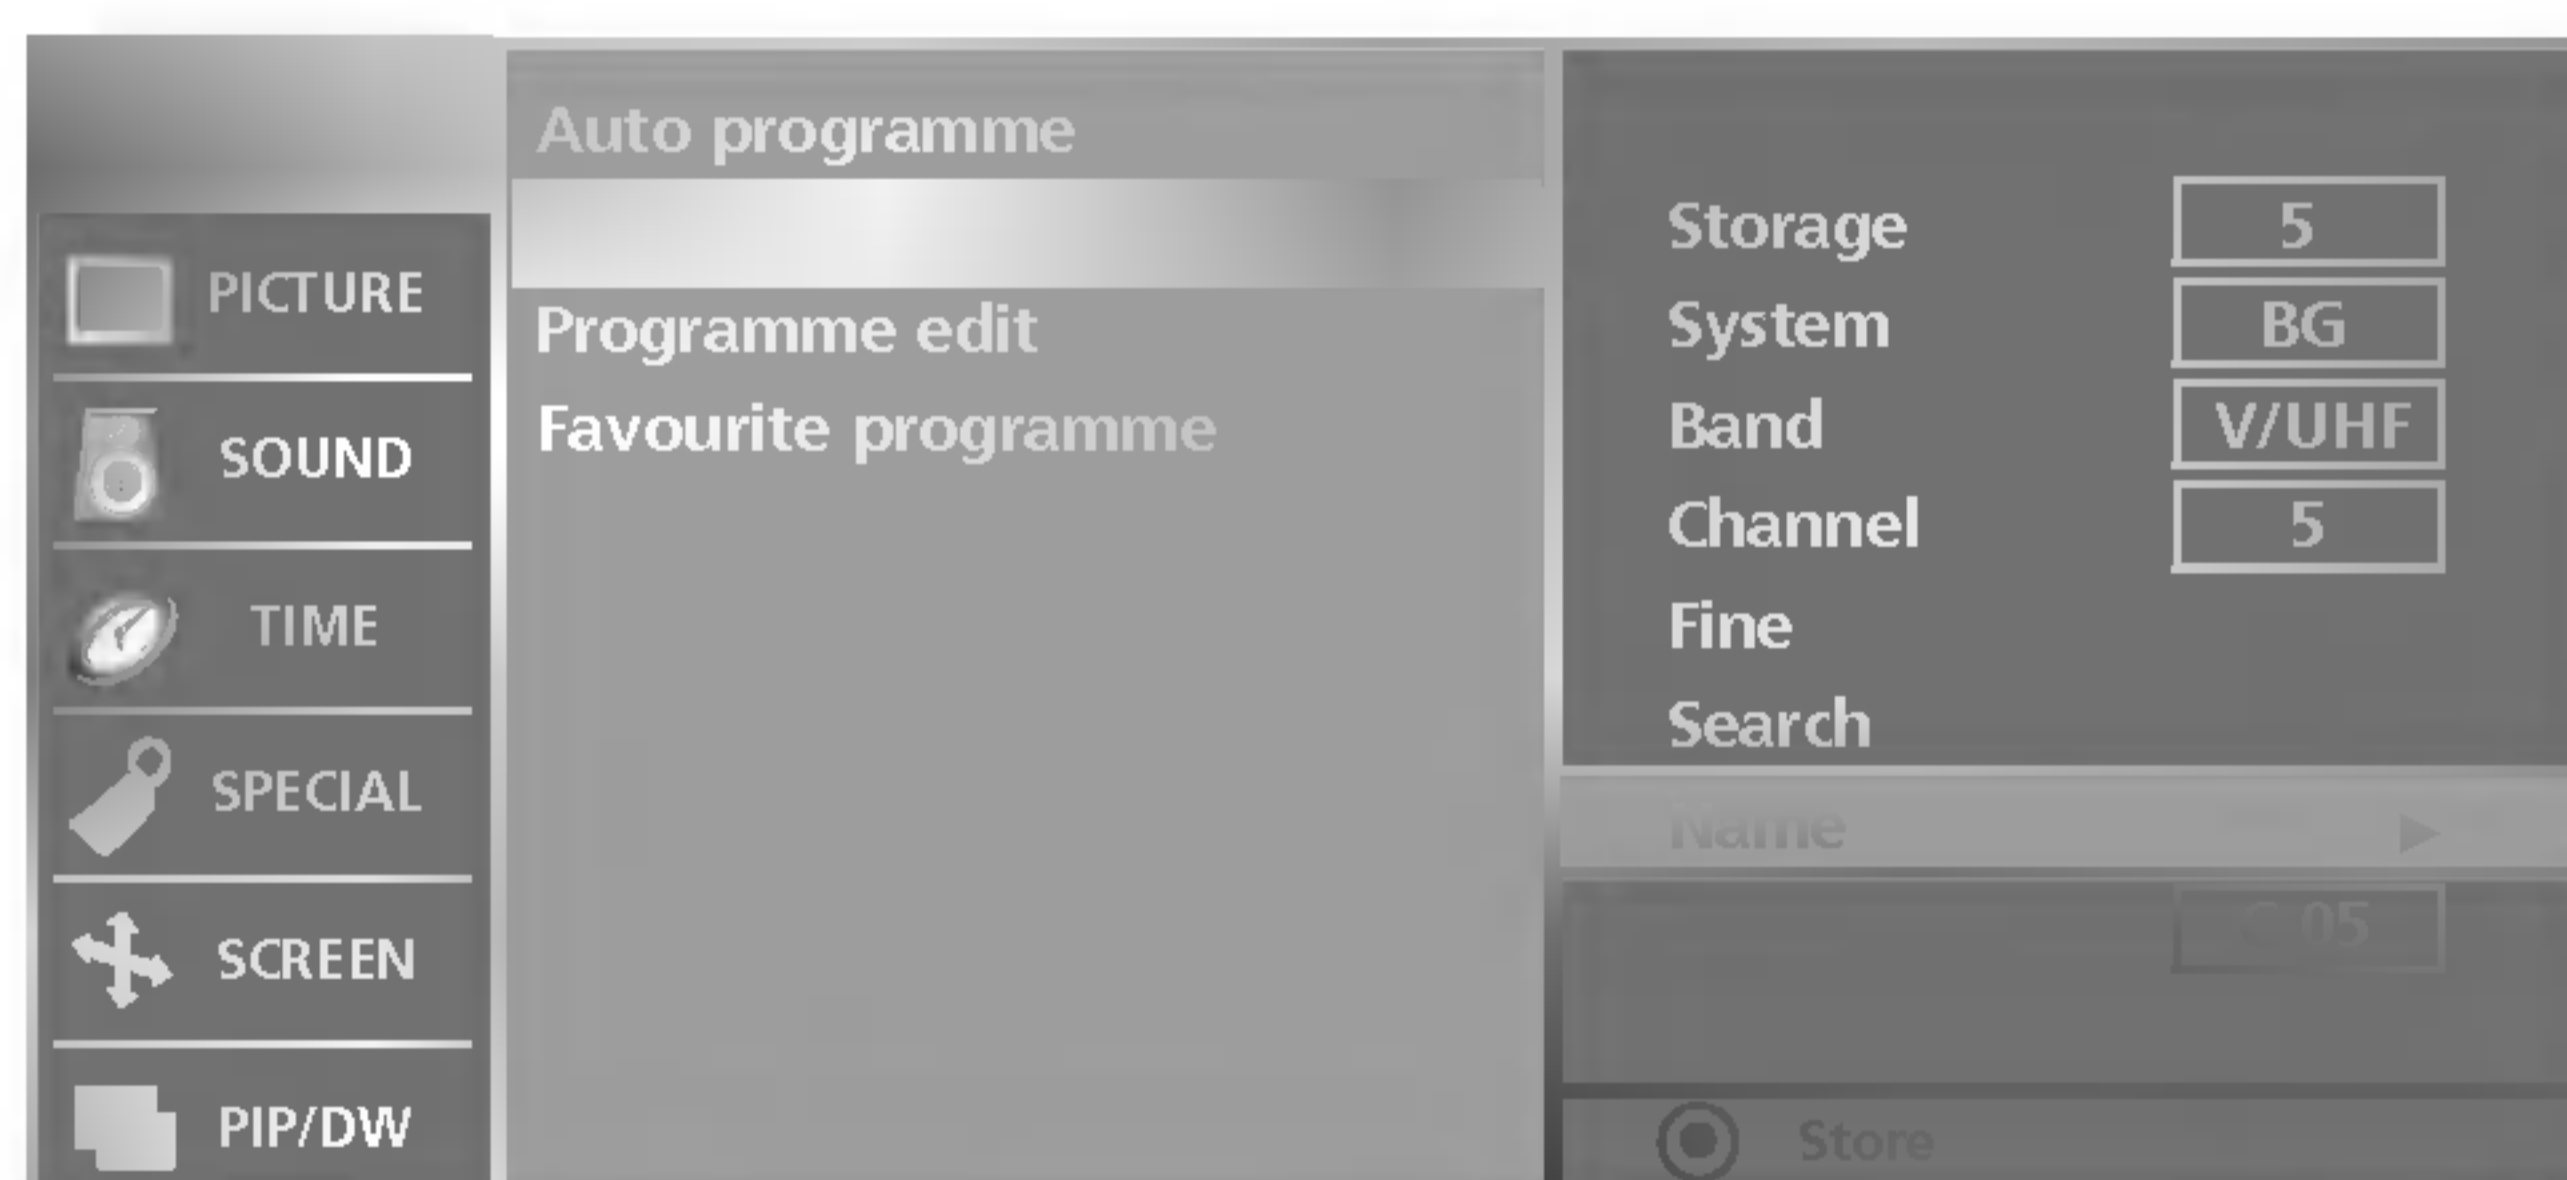 PICTURE
SOUND
TIME
SPECIAL
SCREEN
PIP/DW
Auto programme
Programme edit
Favourite programme
Storage 5
System BG
Band V/UHF
Channel 5
Fine
Search
Name ►
C 05
Store